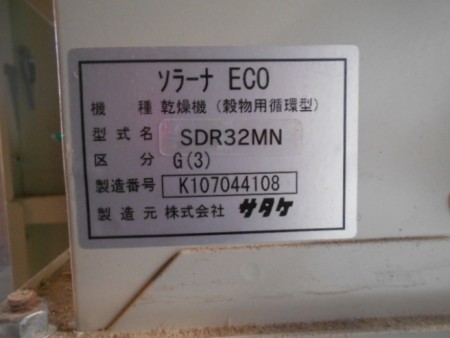 ソラーナ ECO
機種 乾燥機（穀物用循環型）
型式名 SDR32MN
区分 G(3)
製造番号 K107044108
製造元 株式会社 サタケ